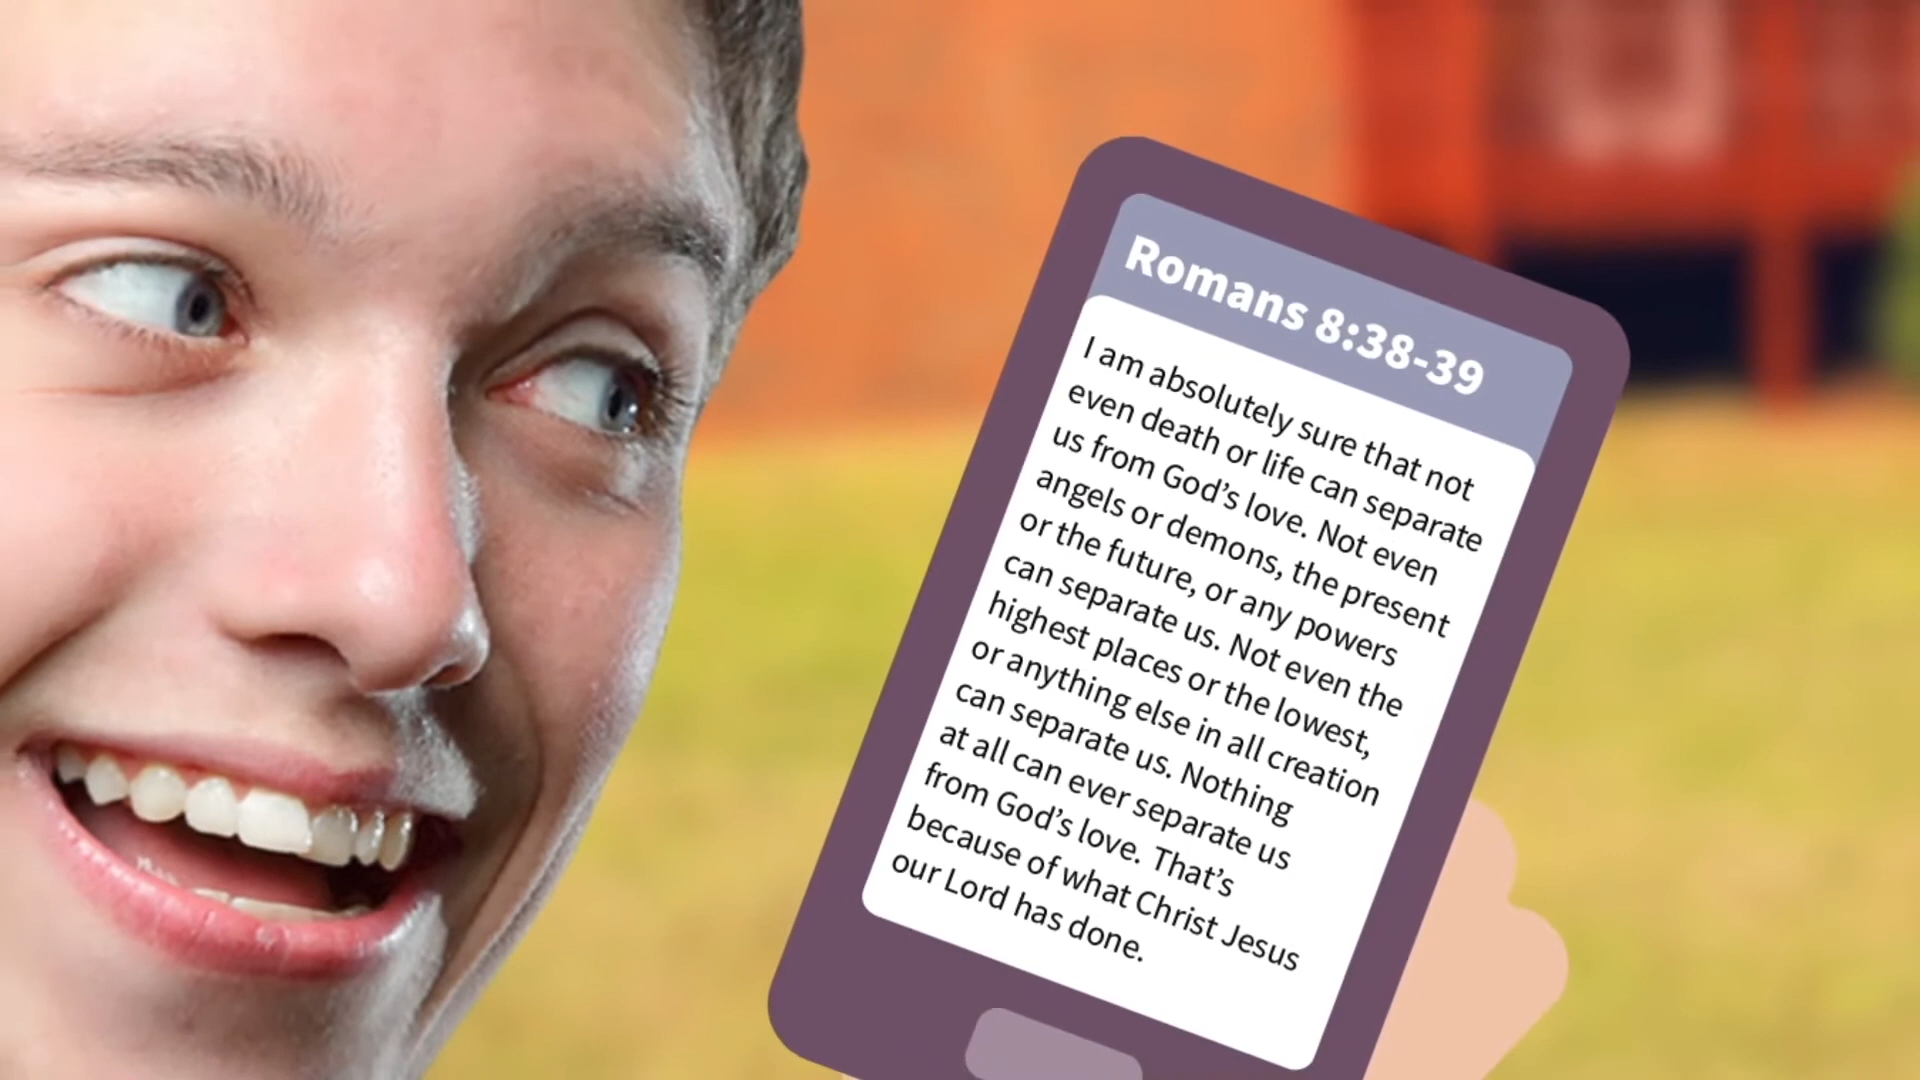 Romans 8:38-39
I am absolutely sure that not
even death or life can separate
us from God’s love. Not even
angels or demons, the present
or the future, or any powers
can separate us. Not even the
highest places or the lowest,
or anything else in all creation
can separate us. Nothing
at all can ever separate us
from God’s love. That’s
because of what Christ Jesus
our Lord has done.